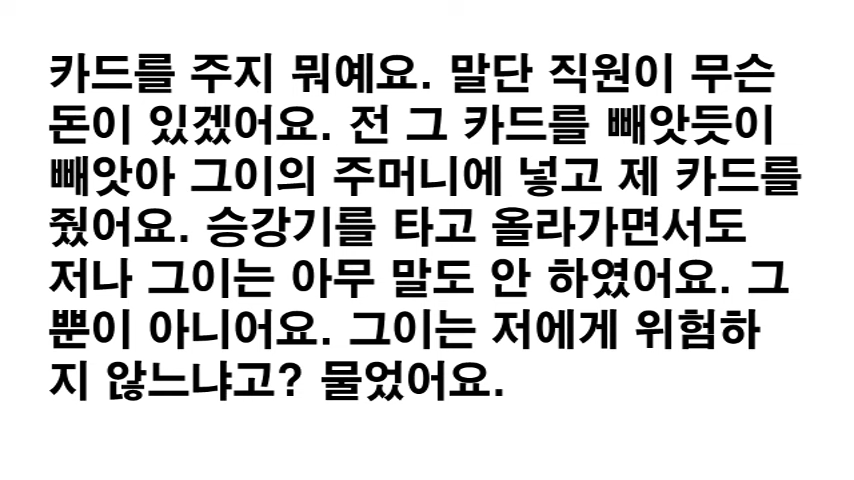 카드를 주지 뭐예요. 말단 직원이 무슨
돈이 있겠어요. 전 그 카드를 빼앗듯이
빼앗아 그이의 주머니에 넣고 제 카드를
줬어요. 승강기를 타고 올라가면서도
저나 그이는 아무 말도 안 하였어요. 그
뿐이 아니어요. 그이는 저에게 위험하
지 않느냐고? 물었어요.